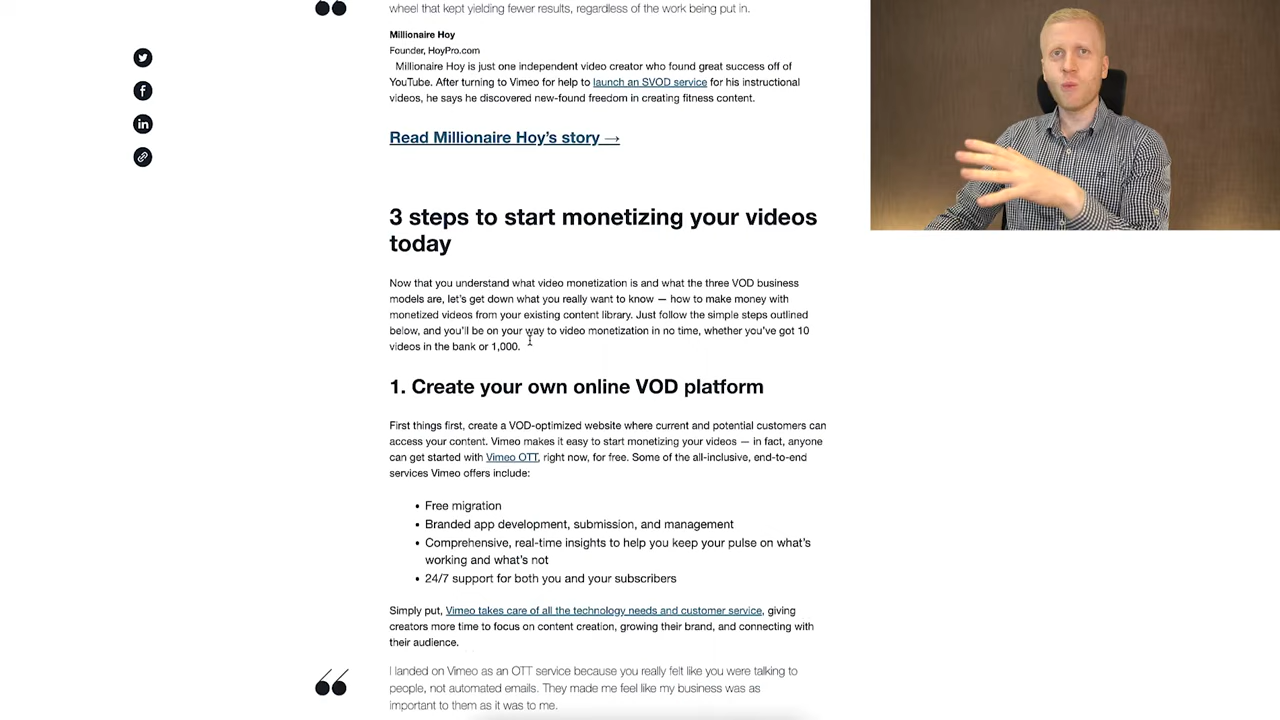 wheel that kept yielding fewer results, regardless of the work being put in.
Millionaire Hoy
Founder, HoyPro.com
Millionaire Hoy is just one independent video creator who found great success off of
YouTube. After turning to Vimeo for help to launch an SVOD service for his instructional
videos, he says he discovered new-found freedom in creating fitness content.
Read Millionaire Hoy's story →
3 steps to start monetizing your videos
today
Now that you understand what video monetization is and what the three VOD business
models are, let's get down what you really want to know — how to make money with
monetized videos from your existing content library. Just follow the simple steps outlined
below, and you'll be on your way to video monetization in no time, whether you've got 10
videos in the bank or 1,000.
1. Create your own online VOD platform
First things first, create a VOD-optimized website where current and potential customers can
access your content. Vimeo makes it easy to start monetizing your videos — in fact, anyone
can get started with Vimeo OTT, right now, for free. Some of the all-inclusive, end-to-end
services Vimeo offers include:
• Free migration
• Branded app development, submission, and management
• Comprehensive, real-time insights to help you keep your pulse on what's
working and what's not
• 24/7 support for both you and your subscribers
Simply put, Vimeo takes care of all the technology needs and customer service, giving
creators more time to focus on content creation, growing their brand, and connecting with
their audience.
I landed on Vimeo as an OTT service because you really felt like you were talking to
people, not automated emails. They made me feel like my business was as
important to them as it was to me.